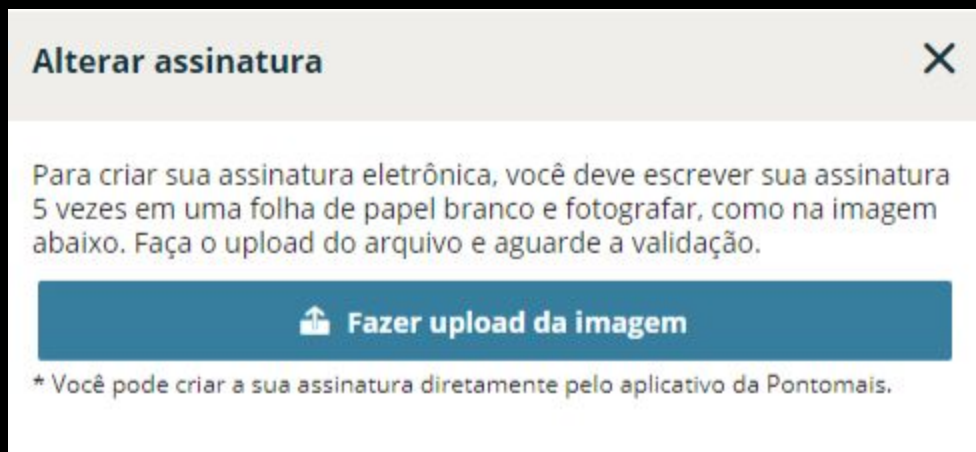 Alterar assinatura
Para criar sua assinatura eletrônica, você deve escrever sua assinatura
5 vezes em uma folha de papel branco e fotografar, como na imagem
abaixo. Faça o upload do arquivo e aguarde a validação.
Fazer upload da imagem
* Você pode criar a sua assinatura diretamente pelo aplicativo da Pontomais.